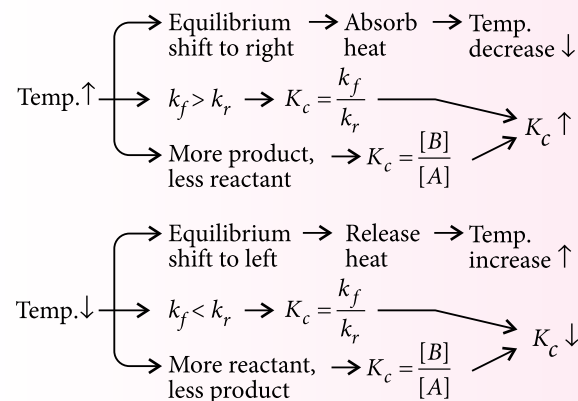 Equilibrium shift to right → Absorb heat → Temp. decrease ↓
Temp.↑ → k_f > k_r → K_c = k_f / k_r → K_c ↑
More product, less reactant → K_c = [B] / [A]
Equilibrium shift to left → Release heat → Temp. increase ↑
Temp.↓ → k_f < k_r → K_c = k_f / k_r → K_c ↓
More reactant, less product → K_c = [B] / [A]